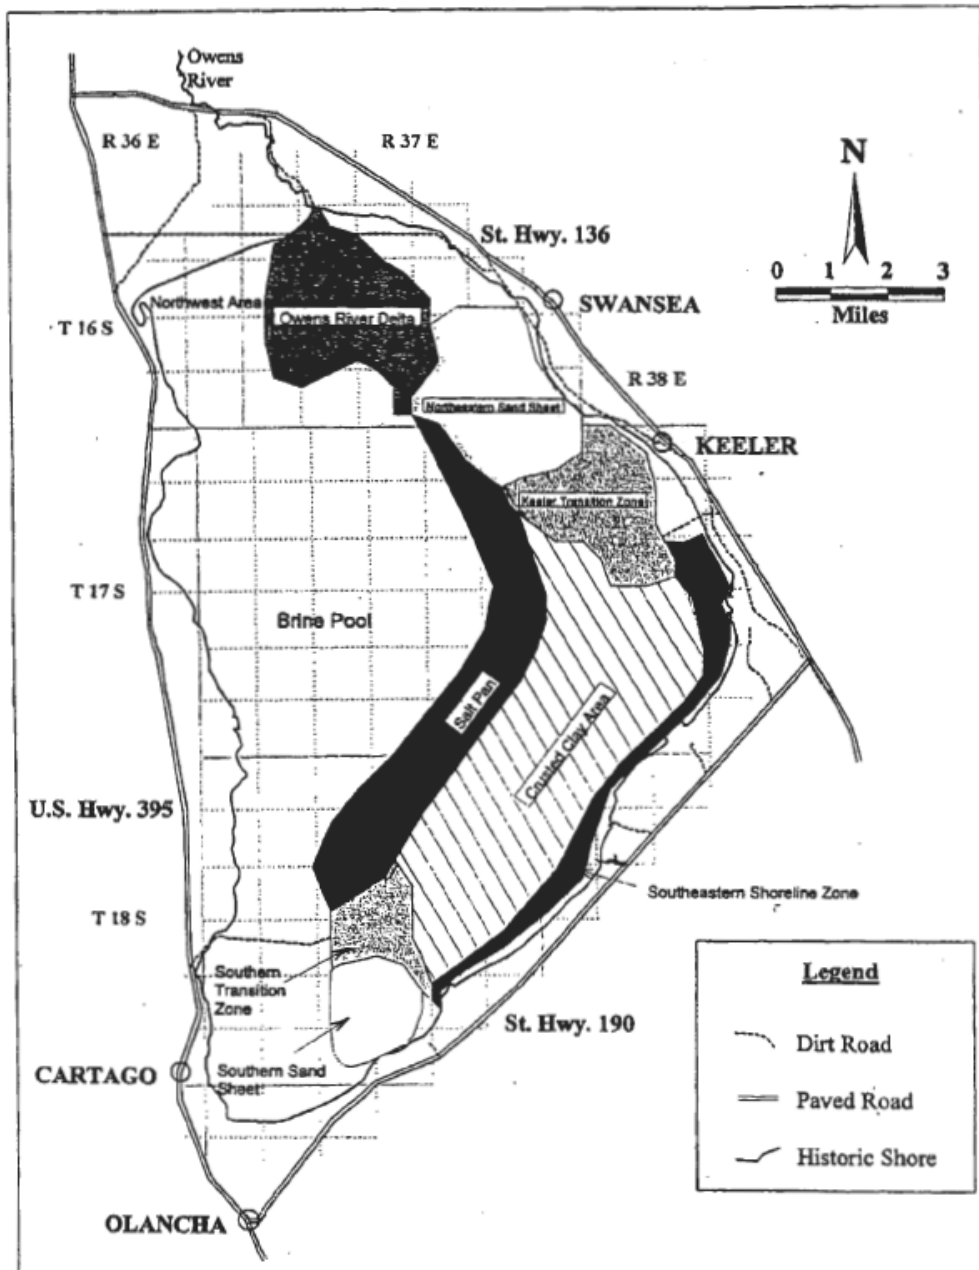 Owens
River
R 36 E
R 37 E
N
St. Hwy. 136
0 1 2 3
Miles
Northwest Area
SWANSEA
Owens River Delta
T 16 S
R 38 E
Northeastern Sand Sheet
KEELER
Keeler Transition Zone
T 17 S
Brine Pool
Salt Pan
Crusted Clay Area
U.S. Hwy. 395
Southeastern Shoreline Zone
T 18 S
Southern
Transition
Zone
St. Hwy. 190
Southern Sand
Sheet
CARTAGO
OLANCHA
Legend
Dirt Road
Paved Road
Historic Shore